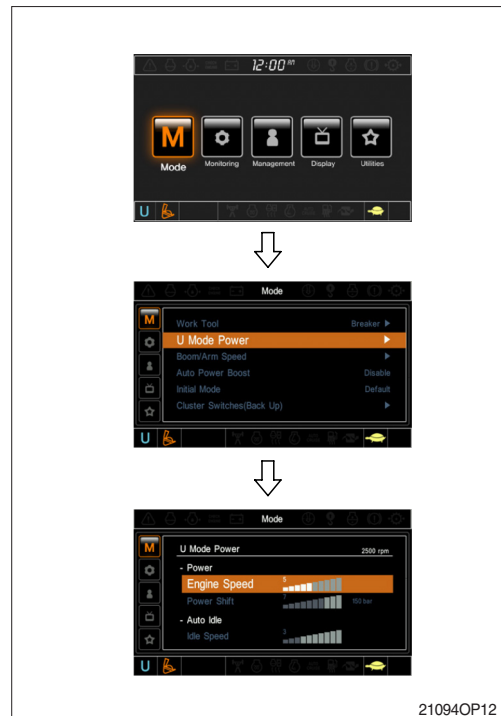 12:00
M
Mode Monitoring Management Display Utilities
U
Mode
M
Work Tool Breaker
U Mode Power
Boom/Arm Speed
Auto Power Boost Disable
Initial Mode Default
Cluster Switches(Back Up)
U
Mode
M
U Mode Power 2500 rpm
- Power
Engine Speed 5
Power Shift 7 150 bar
- Auto Idle
Idle Speed 3
U
21094OP12